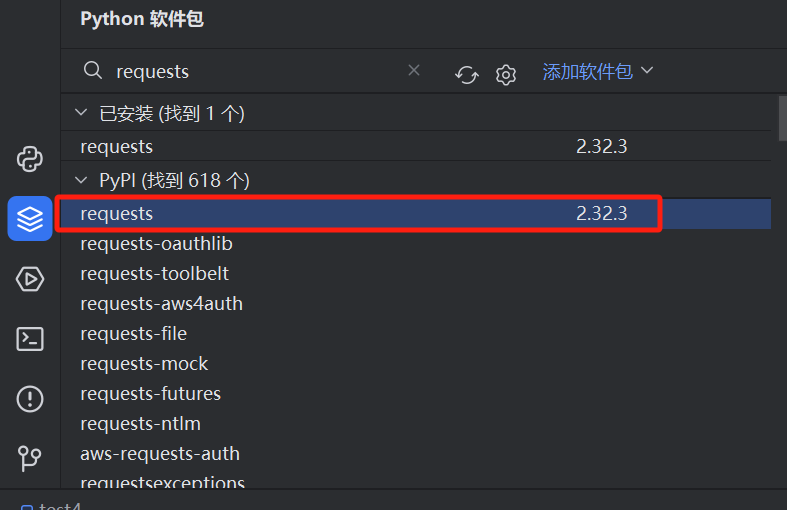 Python 软件包
requests 添加软件包
已安装 (找到 1 个)
requests 2.32.3
PyPI (找到 618 个)
requests 2.32.3
requests-oauthlib
requests-toolbelt
requests-aws4auth
requests-file
requests-mock
requests-futures
requests-ntlm
aws-requests-auth
requestsexceptions
test4